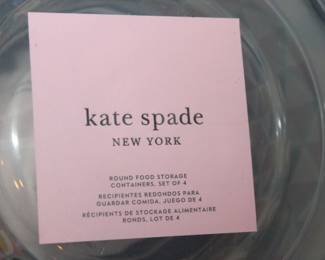 kate spade
NEW YORK
ROUND FOOD STORAGE
CONTAINERS, SET OF 4
RECIPIENTES REDONDOS PARA
GUARDAR COMIDA, JUEGO DE 4
RÉCIPIENTS DE STOCKAGE ALIMENTAIRE
RONDS, LOT DE 4